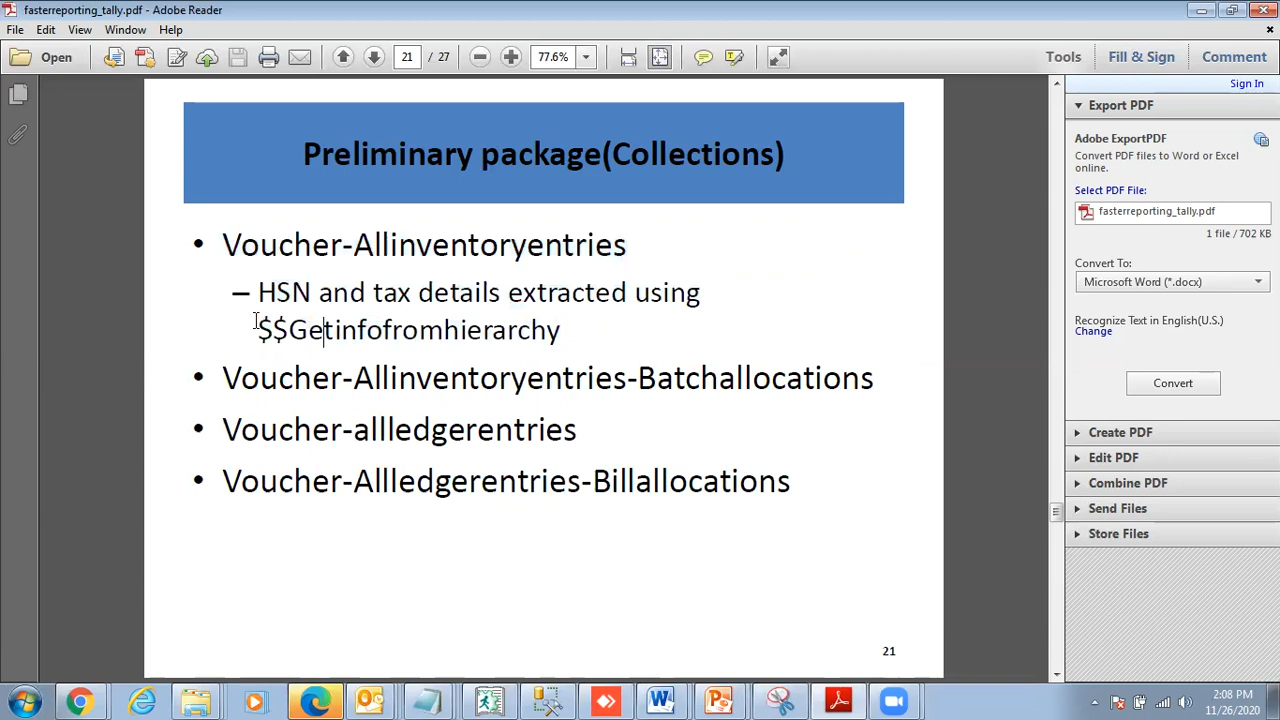 fasterreporting_tally.pdf - Adobe Reader
File Edit View Window Help
Open 21 / 27 77.6% Tools Fill & Sign Comment
Sign In
Preliminary package(Collections)
• Voucher-Allinventoryentries
– HSN and tax details extracted using
$$Getinfofromhierarchy
• Voucher-Allinventoryentries-Batchallocations
• Voucher-allledgerentries
• Voucher-Allledgerentries-Billallocations
21
Export PDF
Adobe ExportPDF
Convert PDF files to Word or Excel
online.
Select PDF File:
fasterreporting_tally.pdf
1 file / 702 KB
Convert To:
Microsoft Word (*.docx)
Recognize Text in English(U.S.)
Change
Convert
Create PDF
Edit PDF
Combine PDF
Send Files
Store Files
2:08 PM
11/26/2020